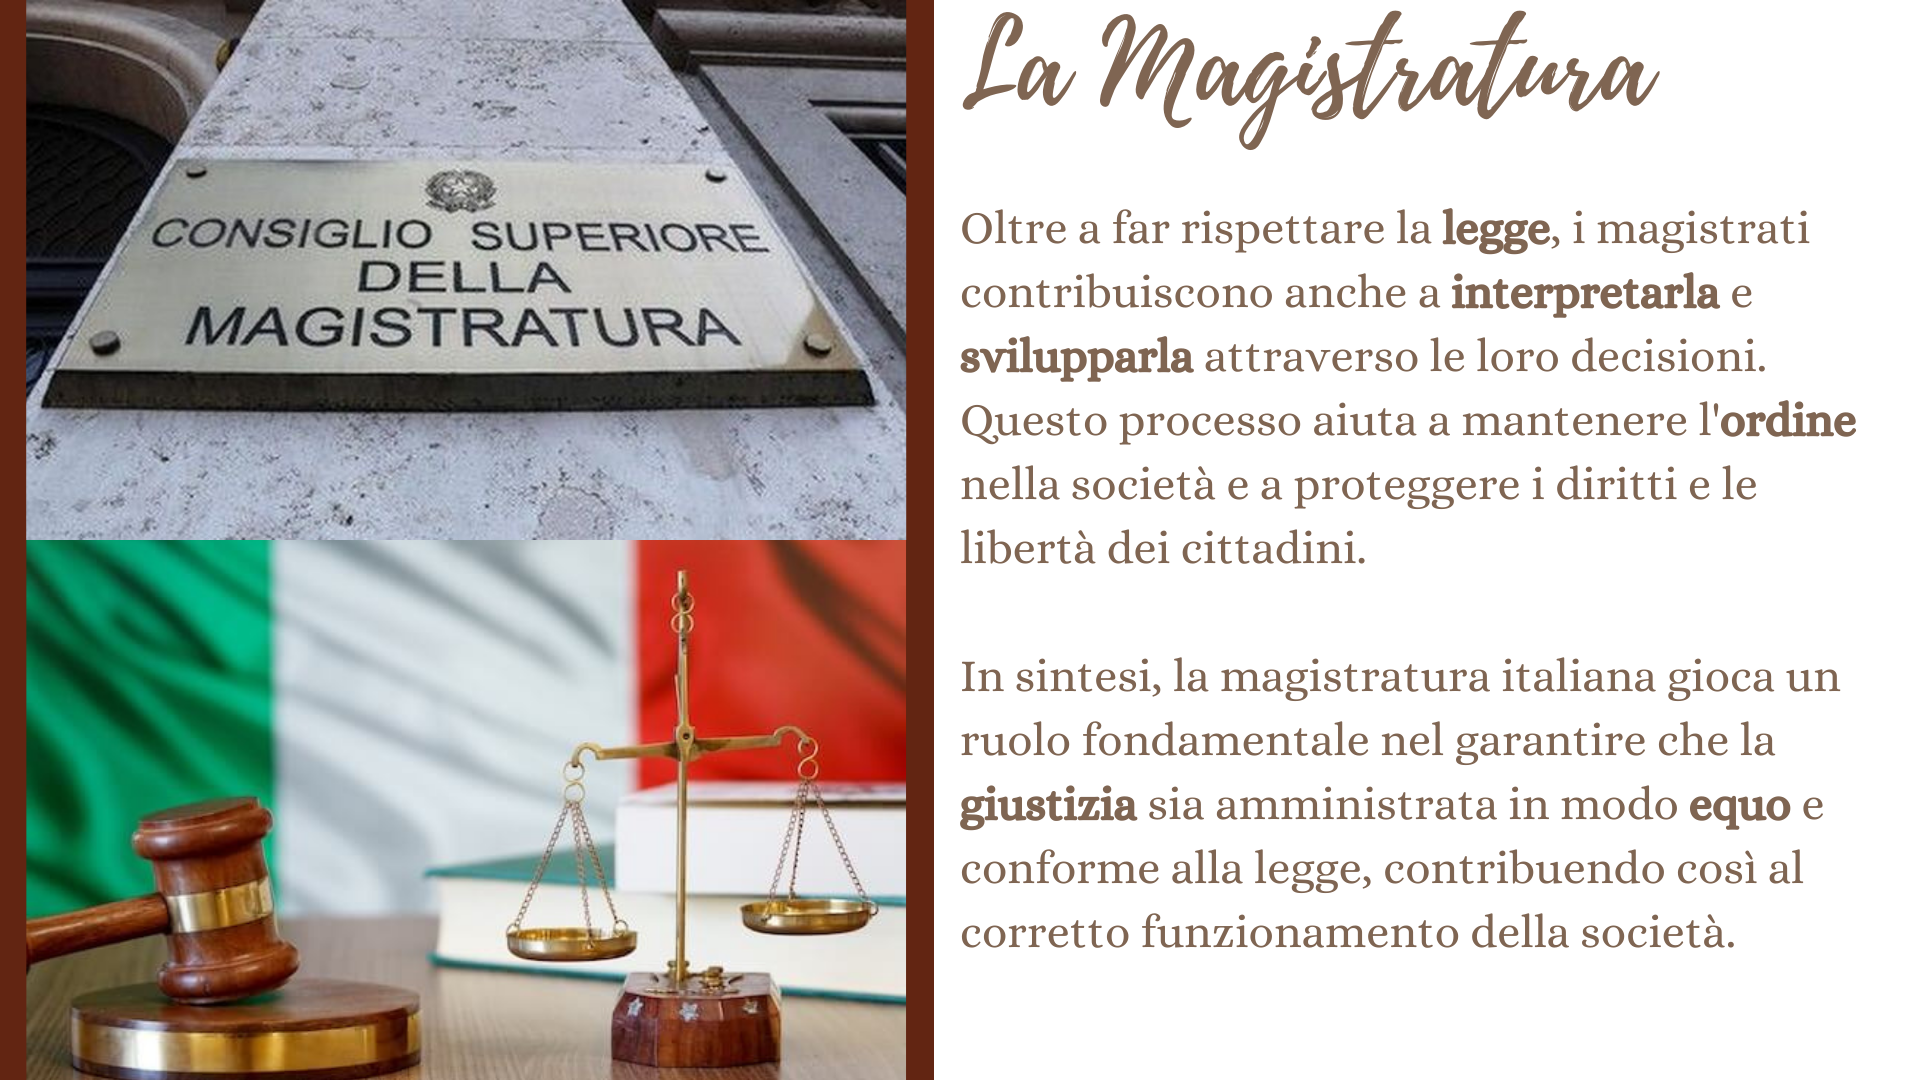 CONSIGLIO SUPERIORE
DELLA
MAGISTRATURA
La Magistratura
Oltre a far rispettare la legge, i magistrati
contribuiscono anche a interpretarla e
svilupparla attraverso le loro decisioni.
Questo processo aiuta a mantenere l'ordine
nella società e a proteggere i diritti e le
libertà dei cittadini.
In sintesi, la magistratura italiana gioca un
ruolo fondamentale nel garantire che la
giustizia sia amministrata in modo equo e
conforme alla legge, contribuendo così al
corretto funzionamento della società.